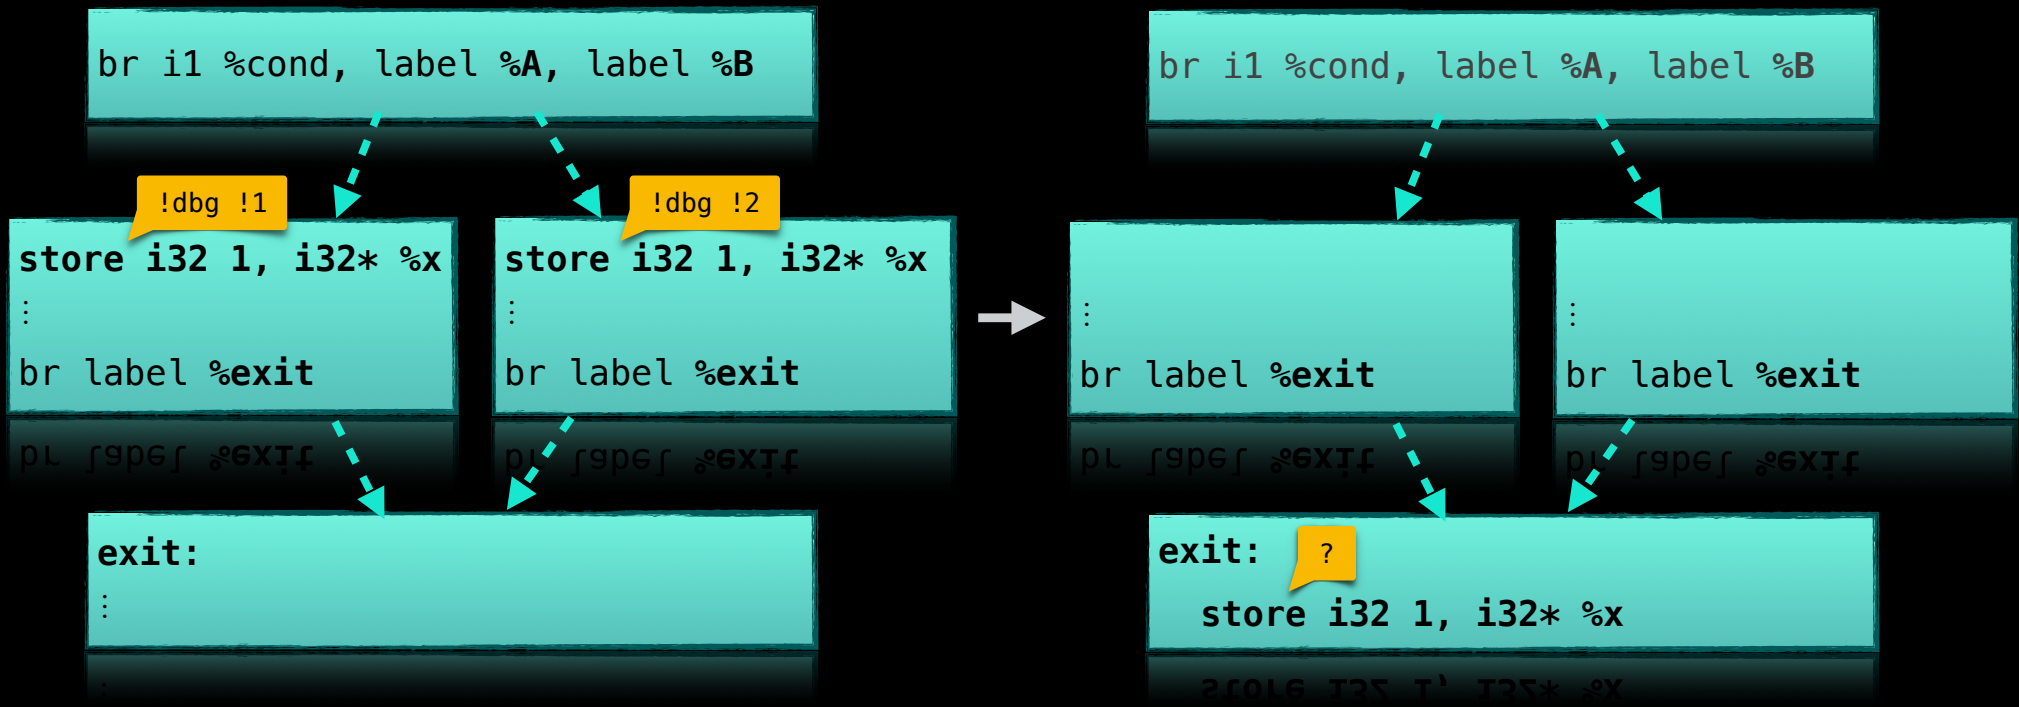 br i1 %cond, label %A, label %B
!dbg !1
store i32 1, i32* %x
⋮
br label %exit
!dbg !2
store i32 1, i32* %x
⋮
br label %exit
exit:
⋮
br i1 %cond, label %A, label %B
⋮
br label %exit
⋮
br label %exit
exit:
?
store i32 1, i32* %x